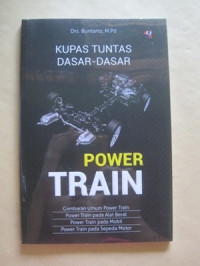 Drs. Buntarto, M.Pd
KUPAS TUNTAS
DASAR-DASAR
POWER
TRAIN
Gambaran Umum Power Train
Power Train pada Alat Berat
Power Train pada Mobil
Power Train pada Sepeda Motor